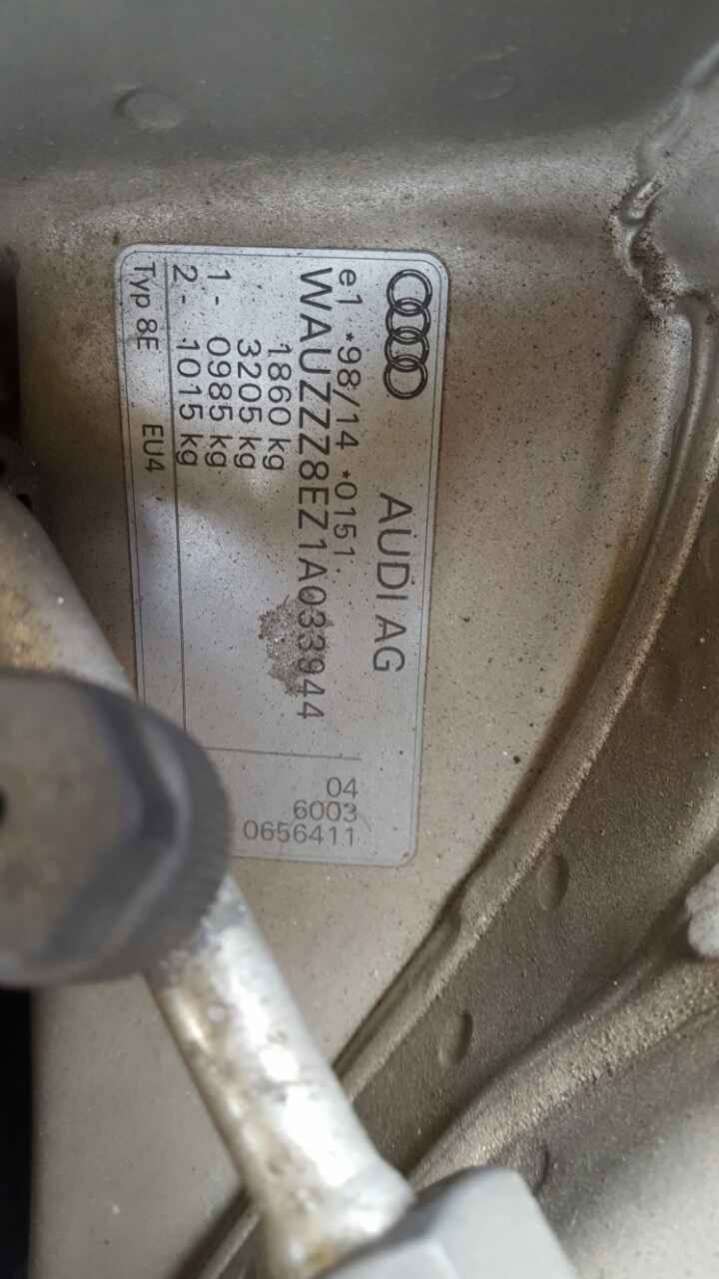 AUDI AG
e1 *98/14 *0151.
WAUZZZ8EZ1A033944
1860 kg
3205 kg
1 - 0985 kg
2 - 1015 kg
Typ 8E EU4
04
6003
0656411